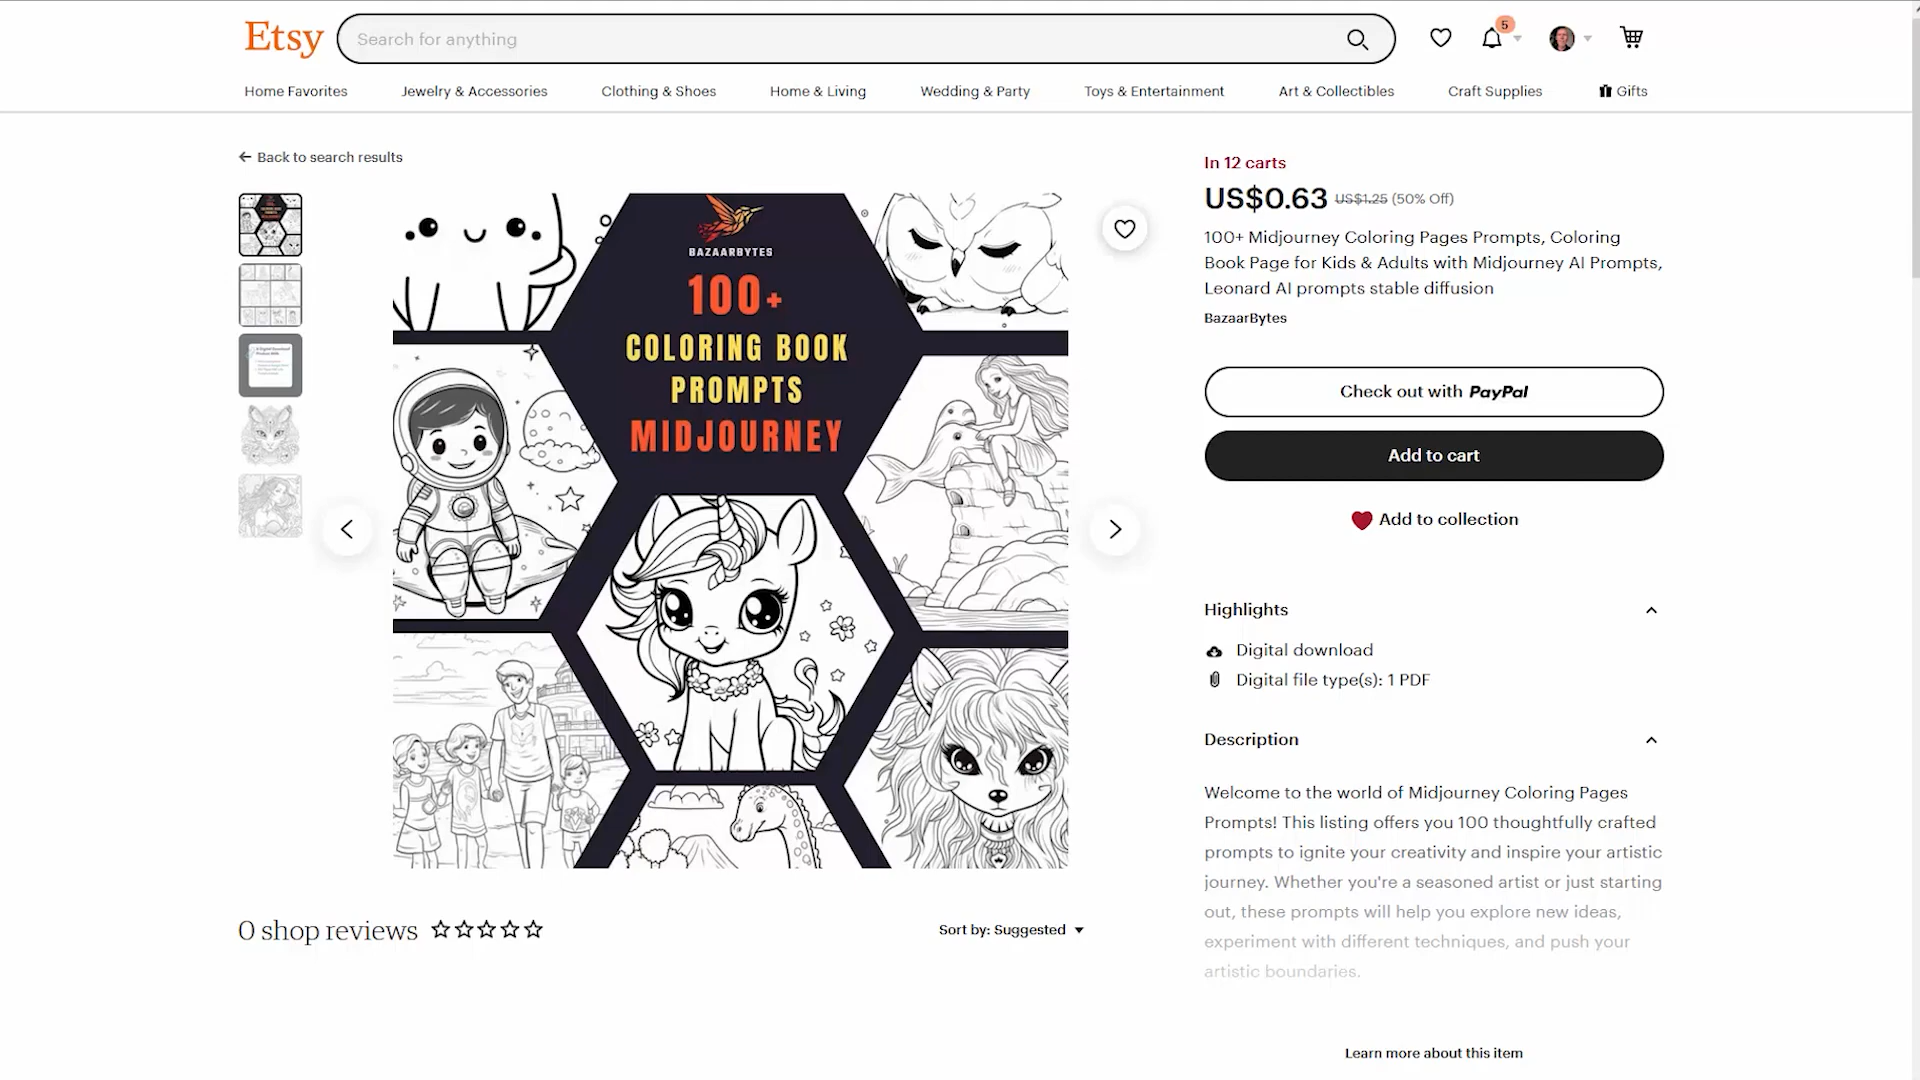 Etsy
Search for anything
5
Home Favorites
Jewelry & Accessories
Clothing & Shoes
Home & Living
Wedding & Party
Toys & Entertainment
Art & Collectibles
Craft Supplies
Gifts
Back to search results
BAZAARBYTES
100+
COLORING BOOK
PROMPTS
MIDJOURNEY
In 12 carts
US$0.63 US$1.25 (50% Off)
100+ Midjourney Coloring Pages Prompts, Coloring
Book Page for Kids & Adults with Midjourney AI Prompts,
Leonard AI prompts stable diffusion
BazaarBytes
Check out with PayPal
Add to cart
Add to collection
Highlights
Digital download
Digital file type(s): 1 PDF
Description
Welcome to the world of Midjourney Coloring Pages
Prompts! This listing offers you 100 thoughtfully crafted
prompts to ignite your creativity and inspire your artistic
journey. Whether you're a seasoned artist or just starting
out, these prompts will help you explore new ideas,
experiment with different techniques, and push your
artistic boundaries.
Learn more about this item
0 shop reviews
Sort by: Suggested